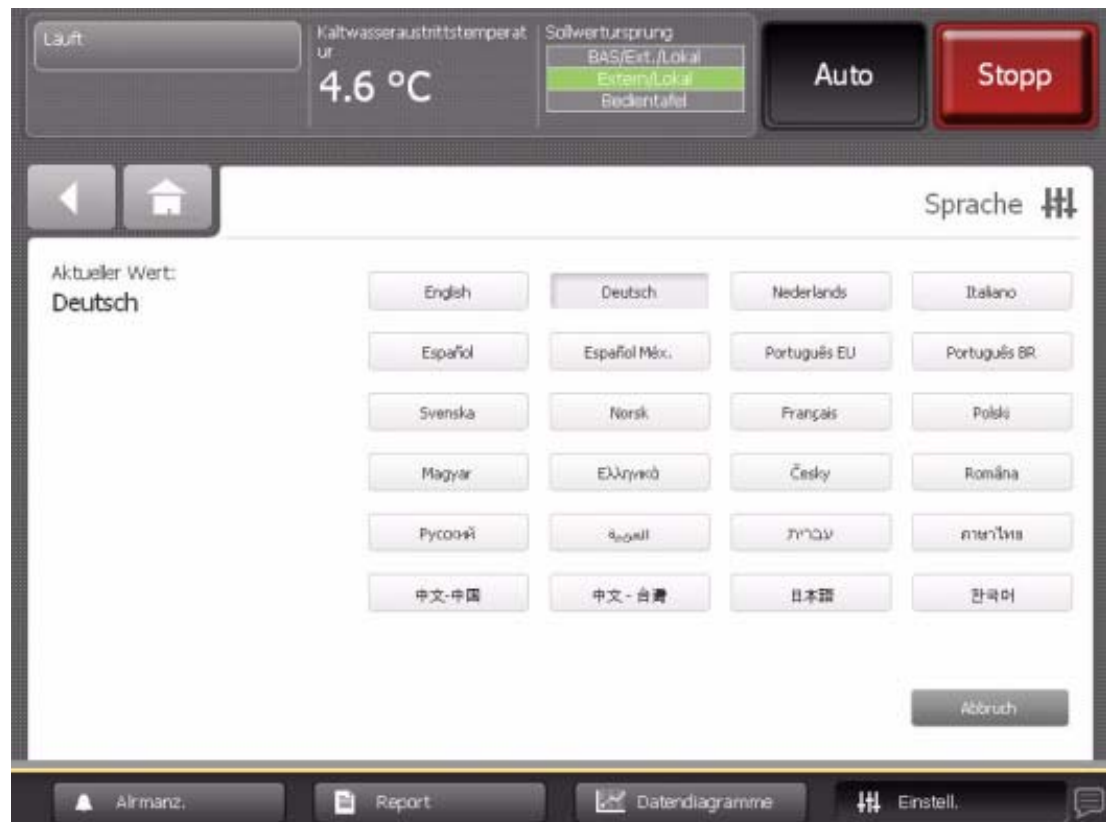 Läuft
Kaltwasseraustrittstemperat
ur
4.6 °C
Sollwertursprung
BAS/Ext./Lokal
Extern/Lokal
Bedientafel
Auto
Stopp
Sprache
Aktueller Wert:
Deutsch
English Deutsch Nederlands Italiano
Español Español Méx. Português EU Português BR
Svenska Norsk Français Polski
Magyar Ελληνικά Česky Româna
Русский العربية עברית ภาษาไทย
中文-中国 中文 - 台灣 日本語 한국어
Abbruch
Alrmanz. Report Datendiagramme Einstell.